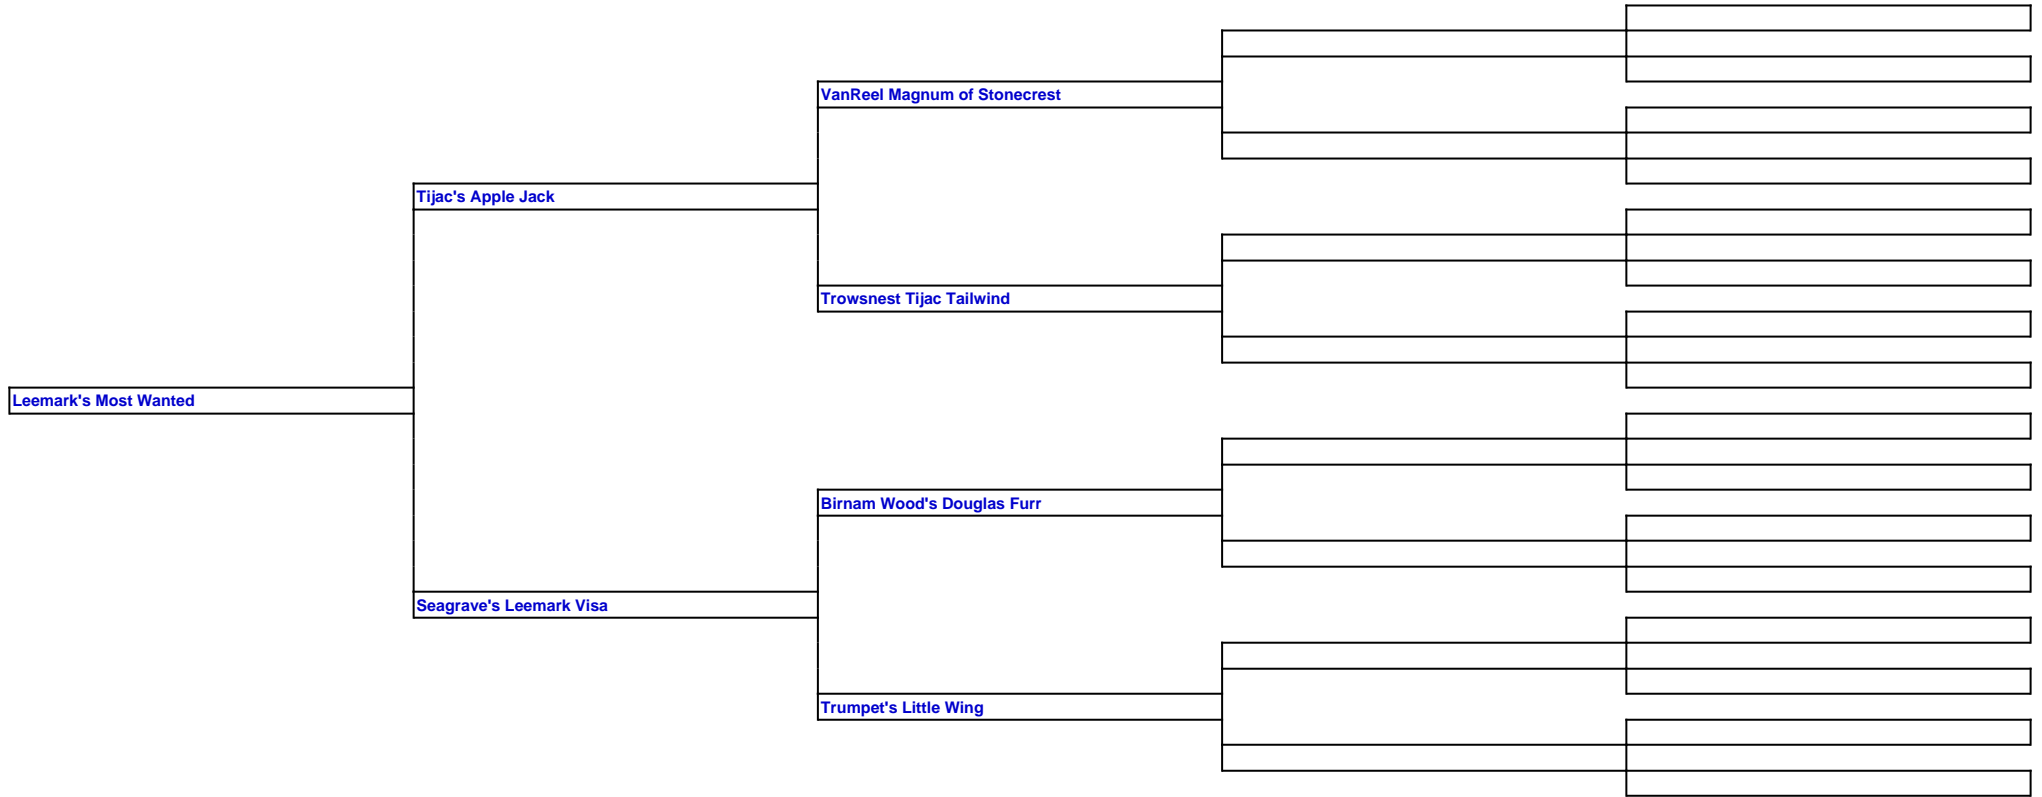 VanReel Magnum of Stonecrest
Tijac's Apple Jack
Trowsnest Tijac Tailwind
Leemark's Most Wanted
Birnam Wood's Douglas Furr
Seagrave's Leemark Visa
Trumpet's Little Wing